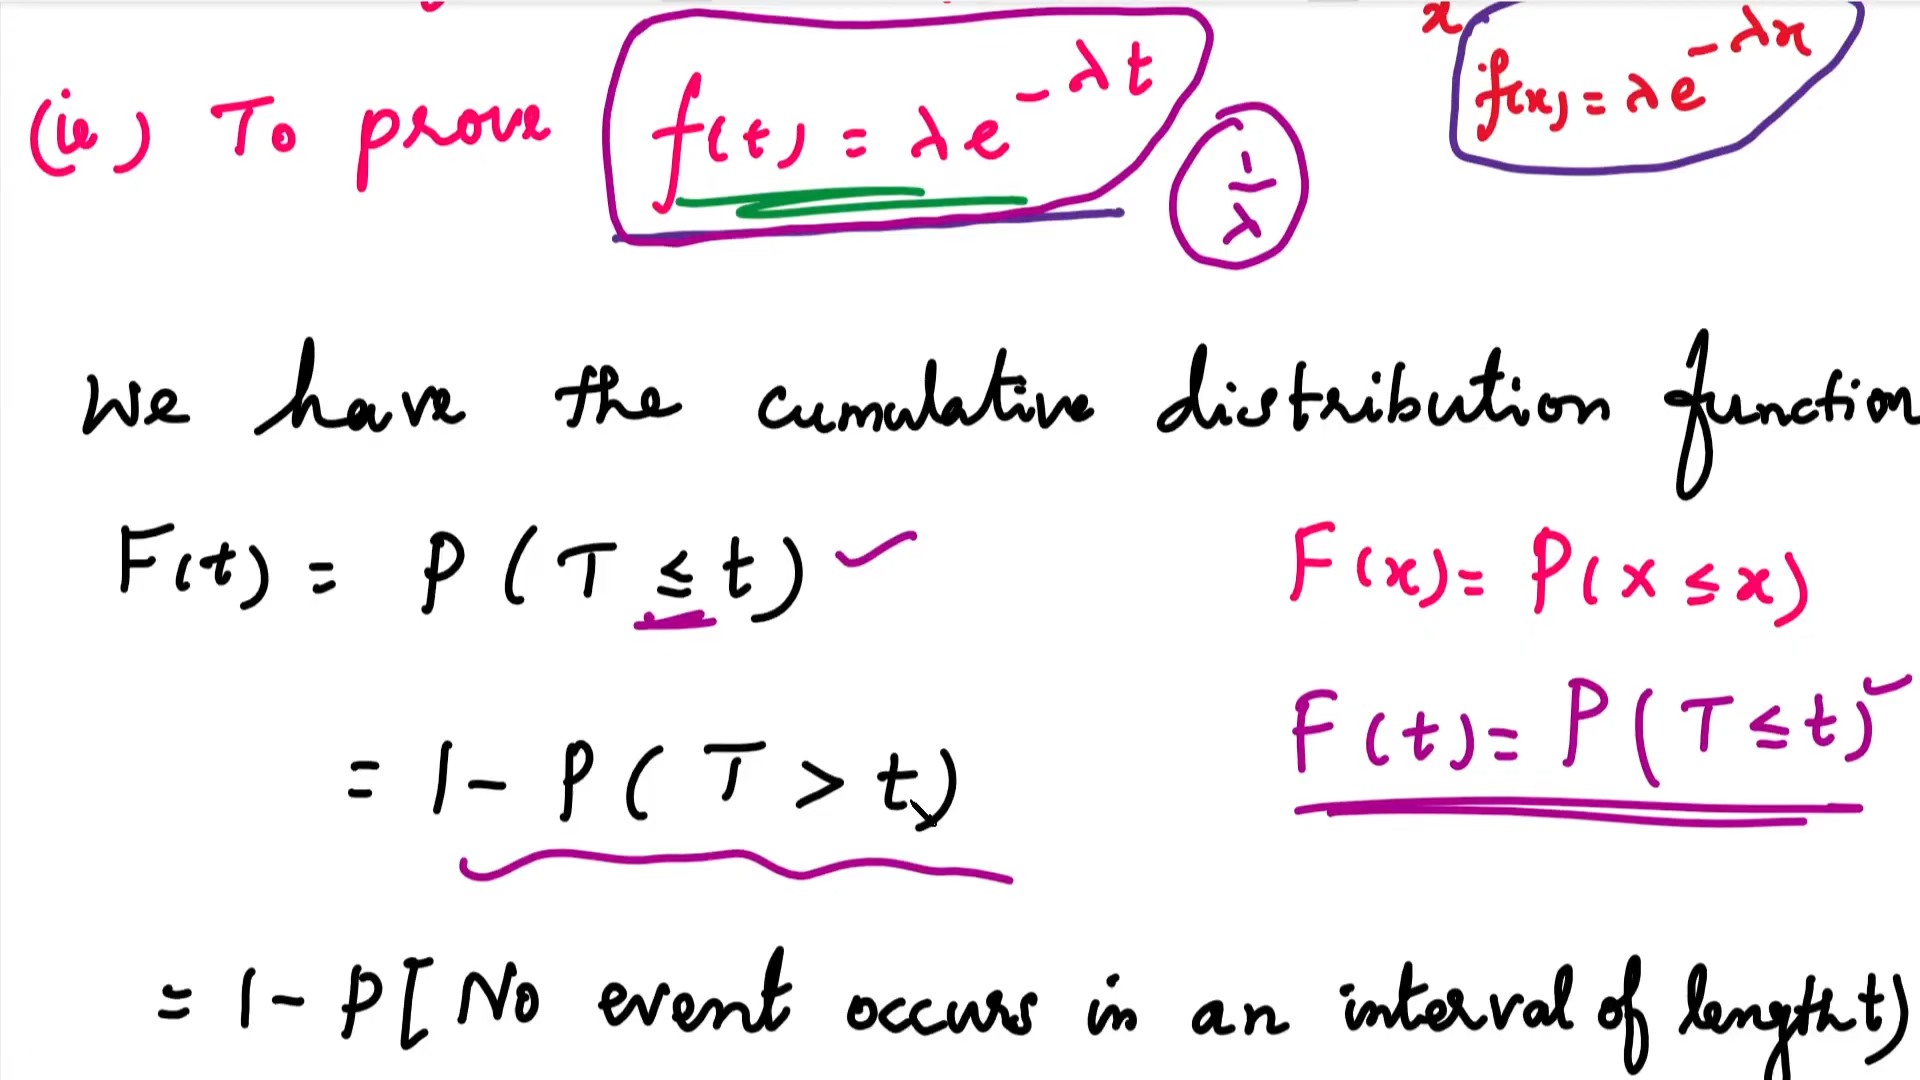 (ie) To prove f(t) = λe^{-λt}
1/λ
x
f(x) = λe^{-λx}
We have the cumulative distribution function
F(t) = P(T ≤ t) ✓
F(x) = P(X ≤ x)
= 1 - P(T > t)
F(t) = P(T ≤ t) ✓
= 1 - P[No event occurs in an interval of length t)